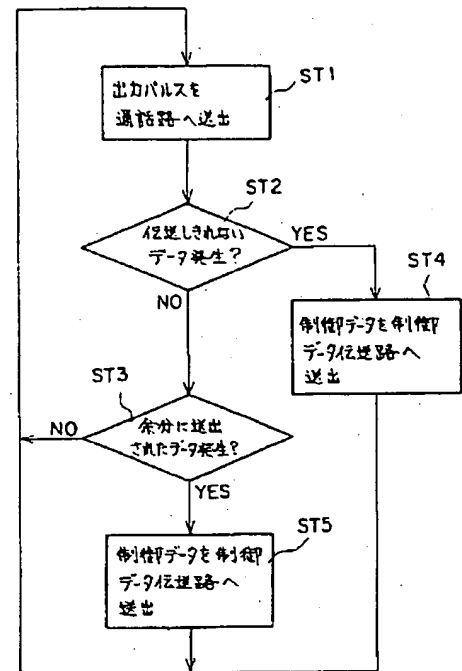 出力パルスを
通話路へ送出
ST1
ST2
伝送しきれない
データ発生?
YES
NO
ST4
制御データを制御
データ伝送路へ
送出
ST3
余分に送出
されたデータ発生?
NO
YES
ST5
制御データを制御
データ伝送路へ
送出